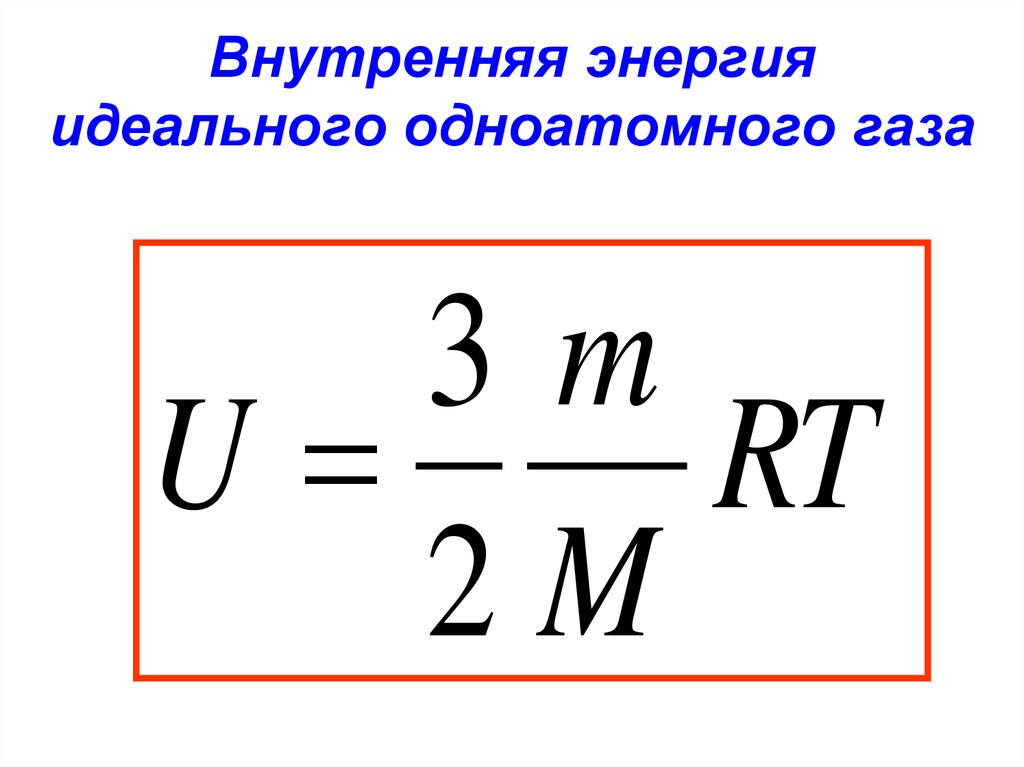 Внутренняя энергия
идеального одноатомного газа
U = 3/2 m/M RT